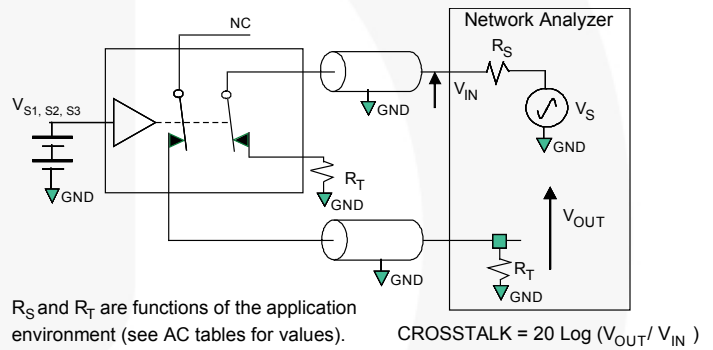 Network Analyzer
NC
R_S
V_S1, S2, S3
GND
V_IN
V_S
GND
GND
R_T
GND
V_OUT
GND
R_T
GND
R_S and R_T are functions of the application
environment (see AC tables for values).
CROSSTALK = 20 Log (V_OUT/ V_IN )